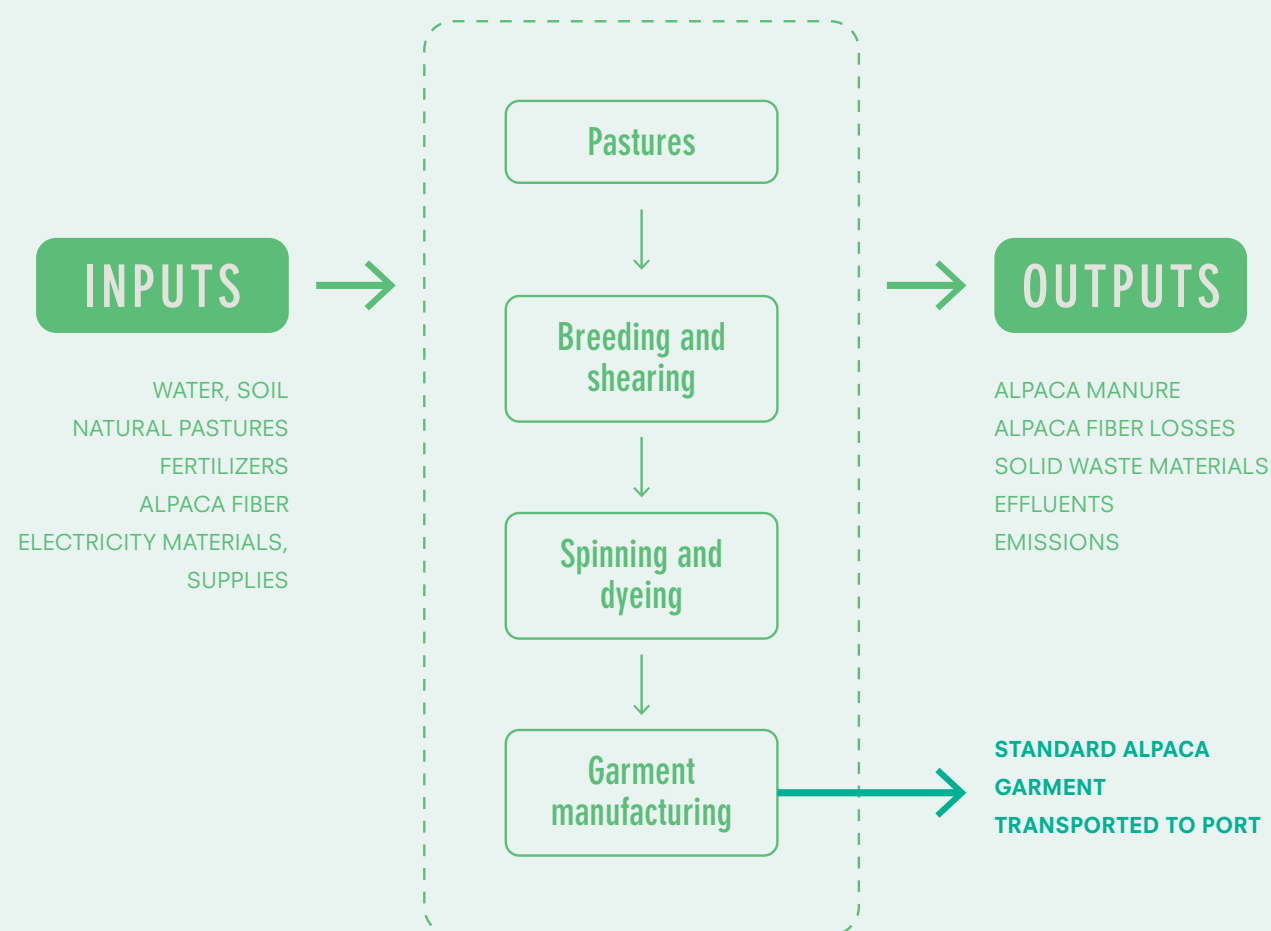 INPUTS
WATER, SOIL
NATURAL PASTURES
FERTILIZERS
ALPACA FIBER
ELECTRICITY MATERIALS,
SUPPLIES
Pastures
Breeding and
shearing
Spinning and
dyeing
Garment
manufacturing
OUTPUTS
ALPACA MANURE
ALPACA FIBER LOSSES
SOLID WASTE MATERIALS
EFFLUENTS
EMISSIONS
STANDARD ALPACA
GARMENT
TRANSPORTED TO PORT